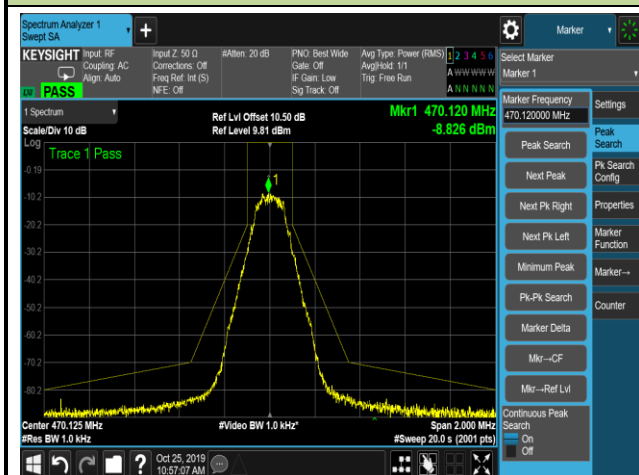 Spectrum Analyzer 1
Swept SA
Marker
KEYSIGHT Input: RF Input Z: 50 Ω #Atten: 20 dB PNO: Best Wide Avg Type: Power (RMS) 1 2 3 4 5 6
Coupling: AC Corrections: Off Gate: Off Avg|Hold: 1/1 A W W W W W
Align: Auto Freq Ref: Int (S) IF Gain: Low Trig: Free Run
LXI PASS NFE: Off Sig Track: Off A N N N N N
Select Marker
Marker 1
1 Spectrum
Scale/Div 10 dB
Ref Lvl Offset 10.50 dB
Ref Level 9.81 dBm
Mkr1 470.120 MHz
-8.826 dBm
Log
Trace 1 Pass
1
-0.19
-10.2
-20.2
-30.2
-40.2
-50.2
-60.2
-70.2
-80.2
Center 470.125 MHz #Video BW 1.0 kHz* Span 2.000 MHz
#Res BW 1.0 kHz #Sweep 20.0 s (2001 pts)
Marker Frequency
470.120000 MHz
Peak Search
Next Peak
Next Pk Right
Next Pk Left
Minimum Peak
Pk-Pk Search
Marker Delta
Mkr→CF
Mkr→Ref Lvl
Continuous Peak
Search
On
Off
Settings
Peak
Search
Pk Search
Config
Properties
Marker
Function
Marker→
Counter
? Oct 25, 2019
10:57:07 AM